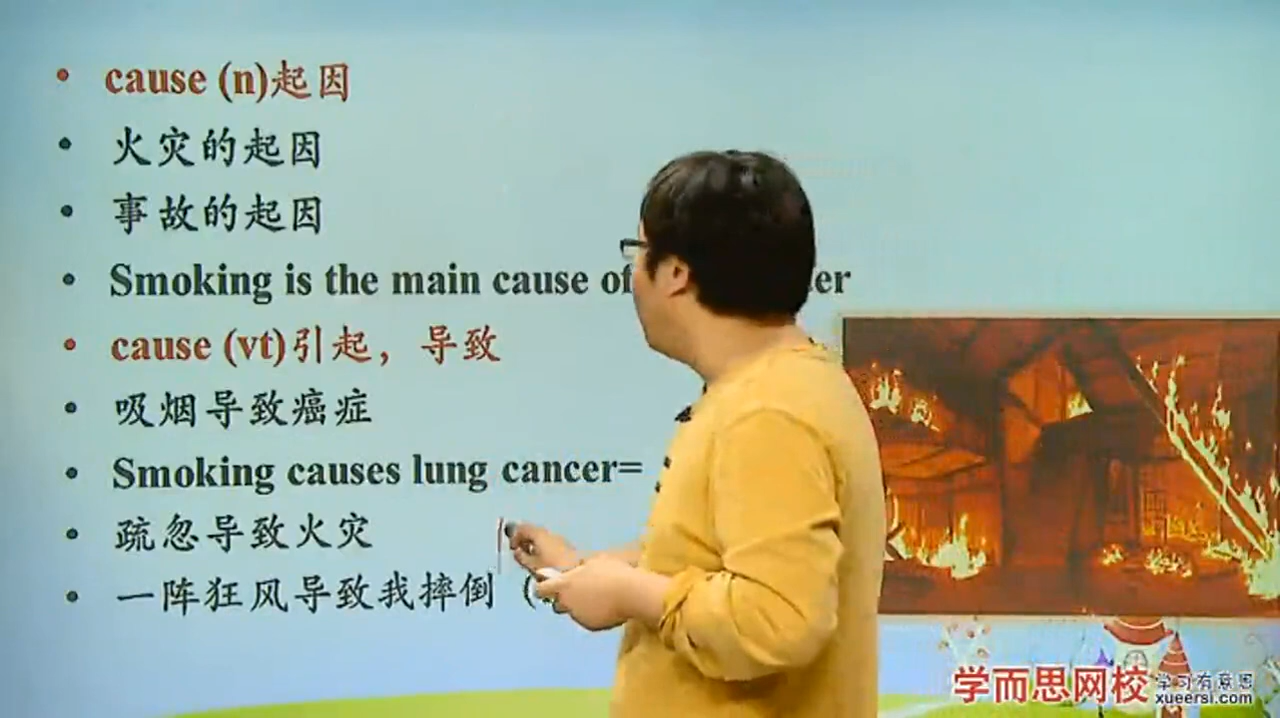 cause (n)起因
火灾的起因
事故的起因
Smoking is the main cause of
cause (vt)引起，导致
吸烟导致癌症
Smoking causes lung cancer=
疏忽导致火灾
一阵狂风导致我摔倒（
学而思网校
学习有意思
xueersi.com